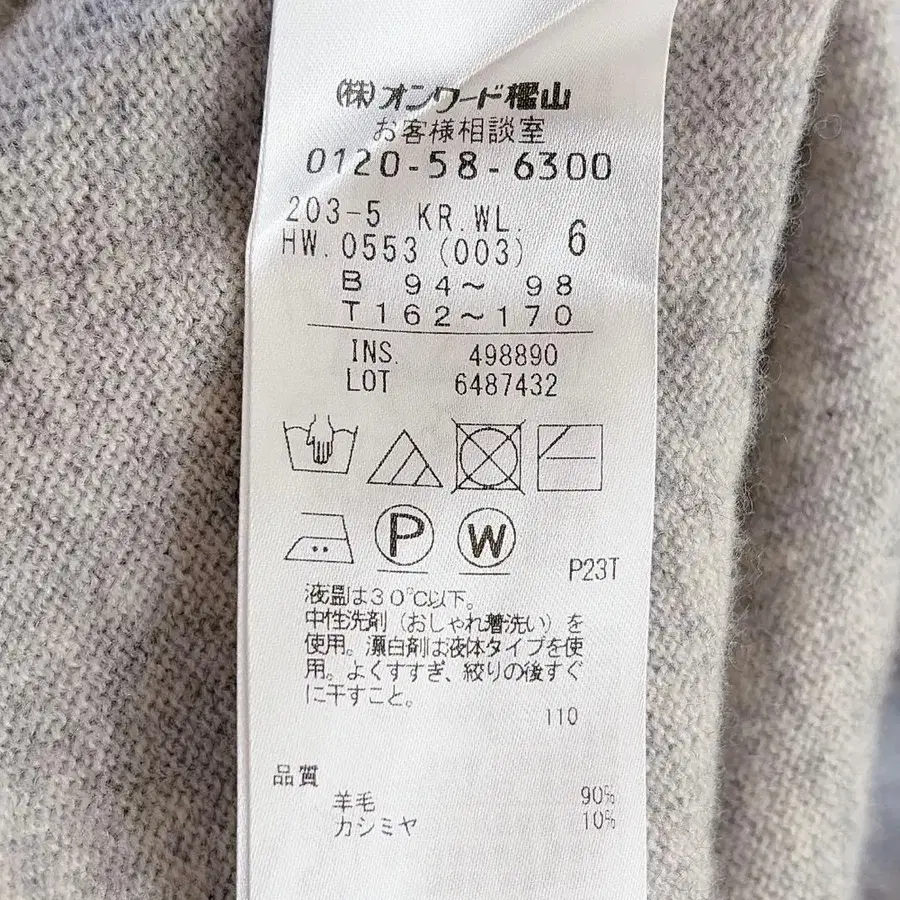 (株)オンワード樫山
お客様相談室
0120-58-6300
203-5 KR.WL. 6
HW.0553 (003)
B 94～ 98
T162～170
INS. 498890
LOT 6487432
P W
P23T
液温は30℃以下。
中性洗剤（おしゃれ着洗い）を
使用。漂白剤は液体タイプを使
用。よくすすぎ、絞りの後すぐ
に干すこと。
110
品質
羊毛 90%
カシミヤ 10%